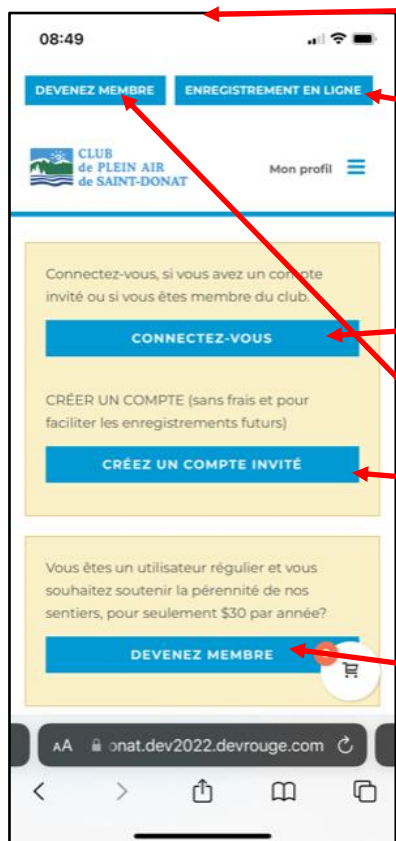 08:49
DEVENEZ MEMBRE ENREGISTREMENT EN LIGNE
CLUB
de PLEIN AIR
de SAINT-DONAT
Mon profil
Connectez-vous, si vous avez un compte
invité ou si vous êtes membre du club.
CONNECTEZ-VOUS
CRÉER UN COMPTE (sans frais et pour
faciliter les enregistrements futurs)
CRÉEZ UN COMPTE INVITÉ
Vous êtes un utilisateur régulier et vous
souhaitez soutenir la pérennité de nos
sentiers, pour seulement $30 par année?
DEVENEZ MEMBRE
AA onat.dev2022.devrouge.com